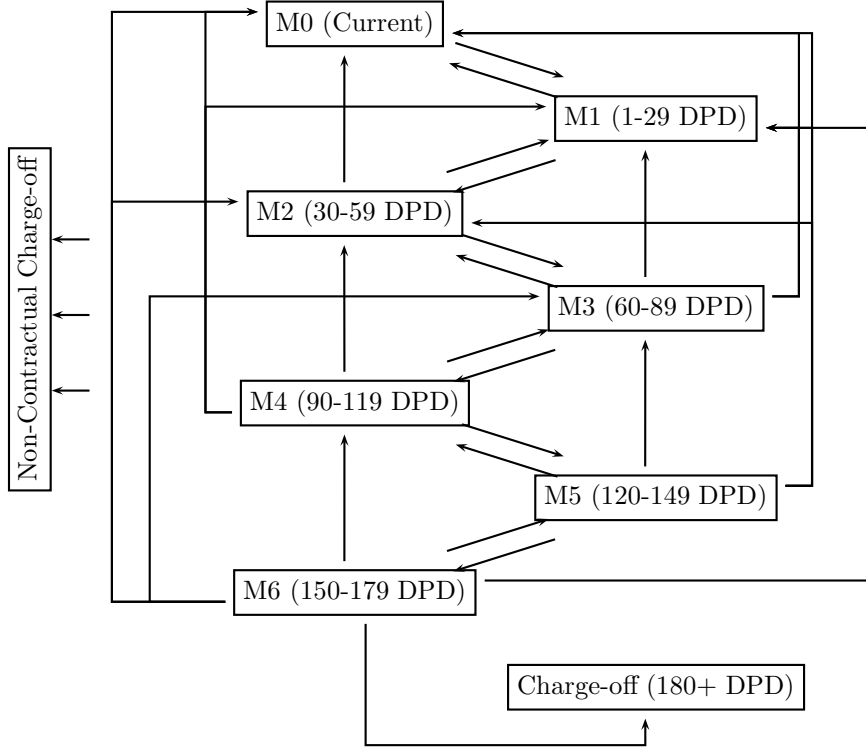 M0 (Current)
M1 (1-29 DPD)
M2 (30-59 DPD)
Non-Contractual Charge-off
M3 (60-89 DPD)
M4 (90-119 DPD)
M5 (120-149 DPD)
M6 (150-179 DPD)
Charge-off (180+ DPD)